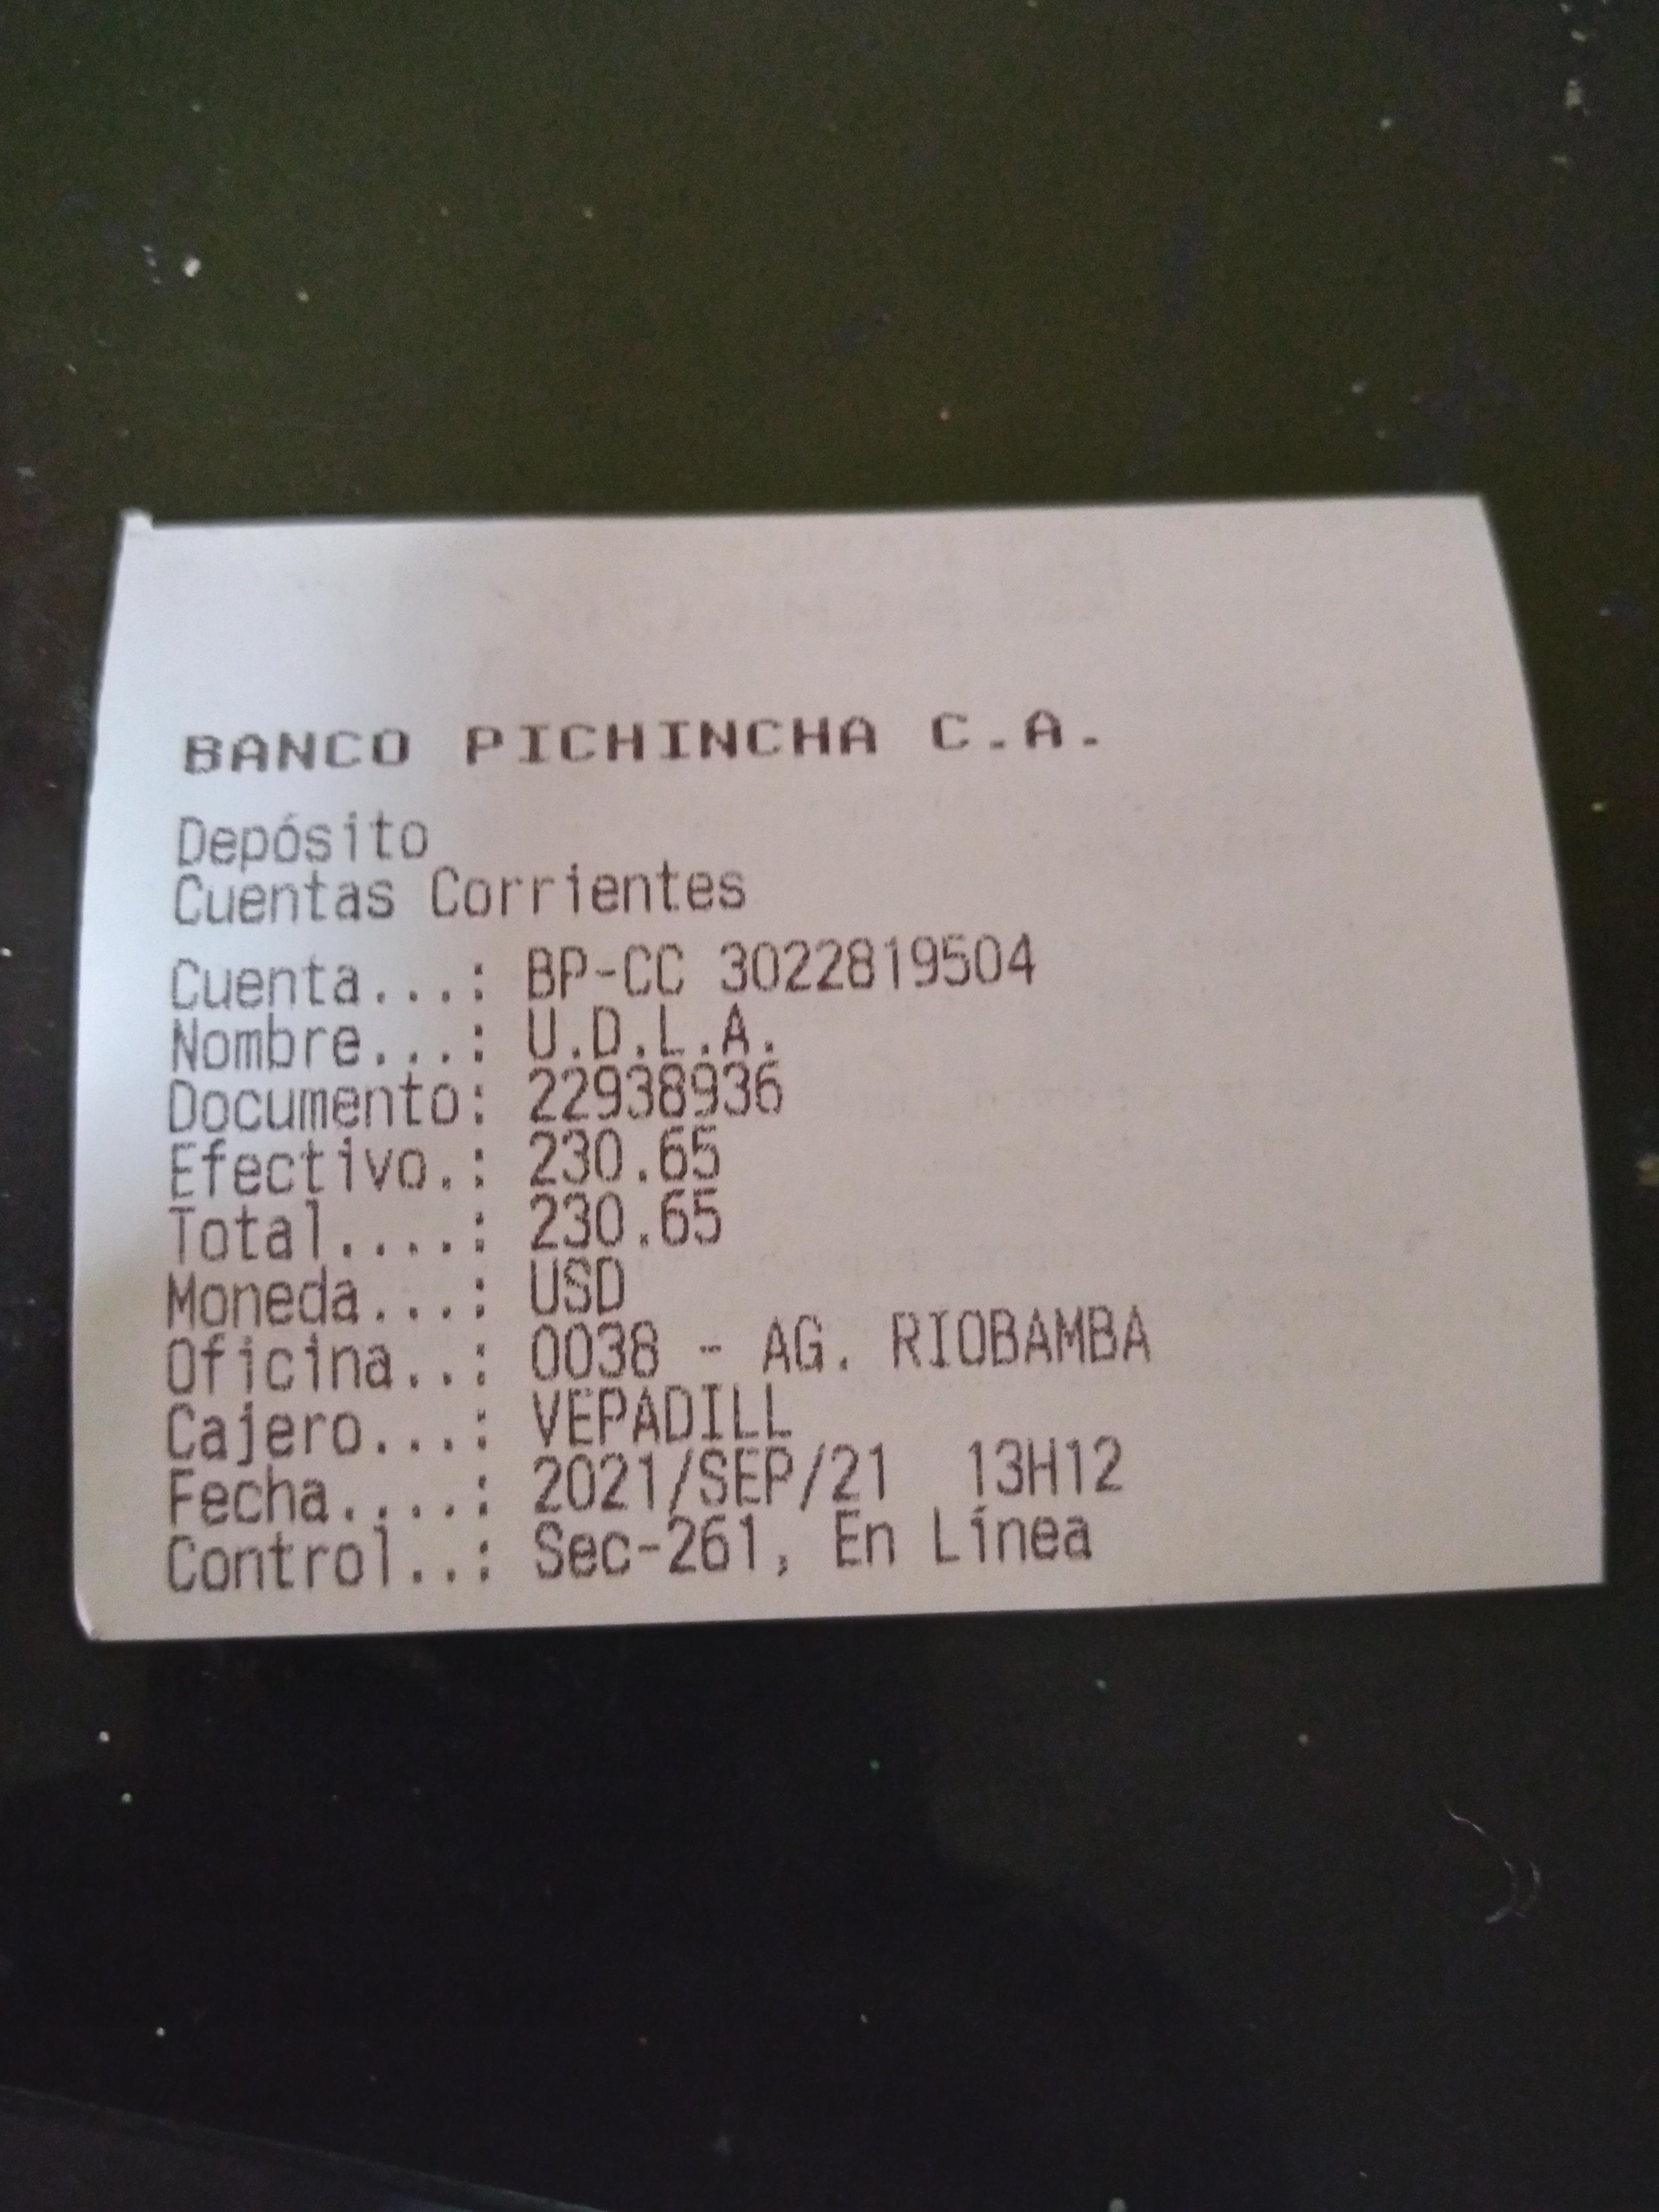 BANCO PICHINCHA C.A.
Depósito
Cuentas Corrientes
Cuenta...: BP-CC 3022819504
Nombre...: U.D.L.A.
Documento: 22938936
Efectivo.: 230.65
Total....: 230.65
Moneda...: USD
Oficina..: 0038 - AG. RIOBAMBA
Cajero...: VEPADILL
Fecha....: 2021/SEP/21  13H12
Control..: Sec-261, En Línea